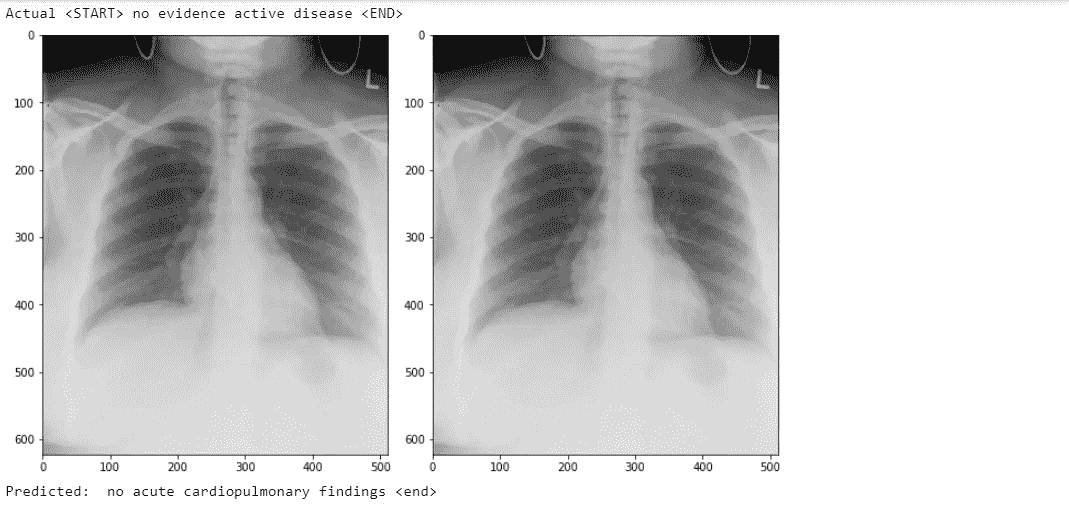 Actual <START> no evidence active disease <END>
0 0
L L
100 100
200 200
300 300
400 400
500 500
600 600
0 100 200 300 400 500 0 100 200 300 400 500
Predicted:  no acute cardiopulmonary findings <end>